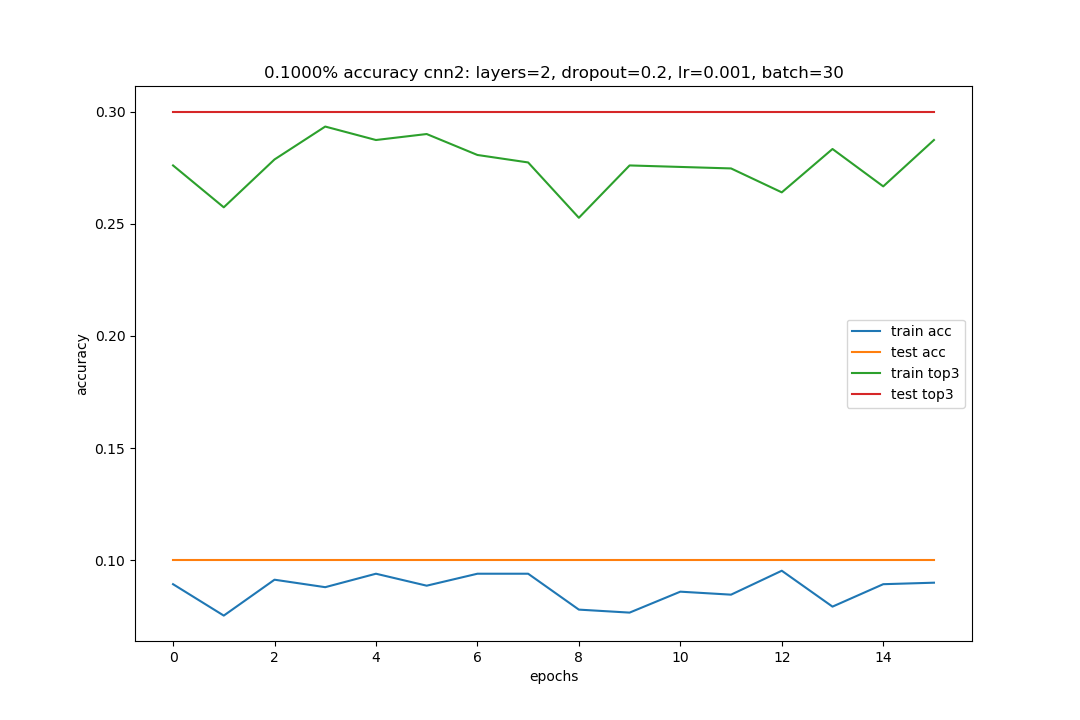 0.1000% accuracy cnn2: layers=2, dropout=0.2, lr=0.001, batch=30
accuracy
0.30
0.25
0.20
0.15
0.10
train acc
test acc
train top3
test top3
0 2 4 6 8 10 12 14
epochs